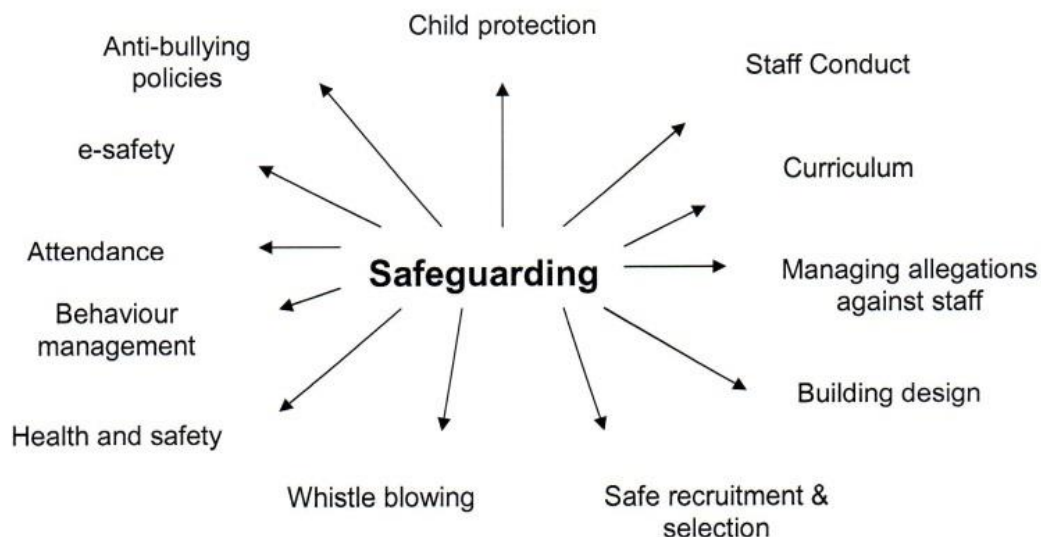 Child protection
Anti-bullying
policies
Staff Conduct
e-safety
Curriculum
Attendance
Safeguarding
Managing allegations
against staff
Behaviour
management
Building design
Health and safety
Whistle blowing
Safe recruitment &
selection